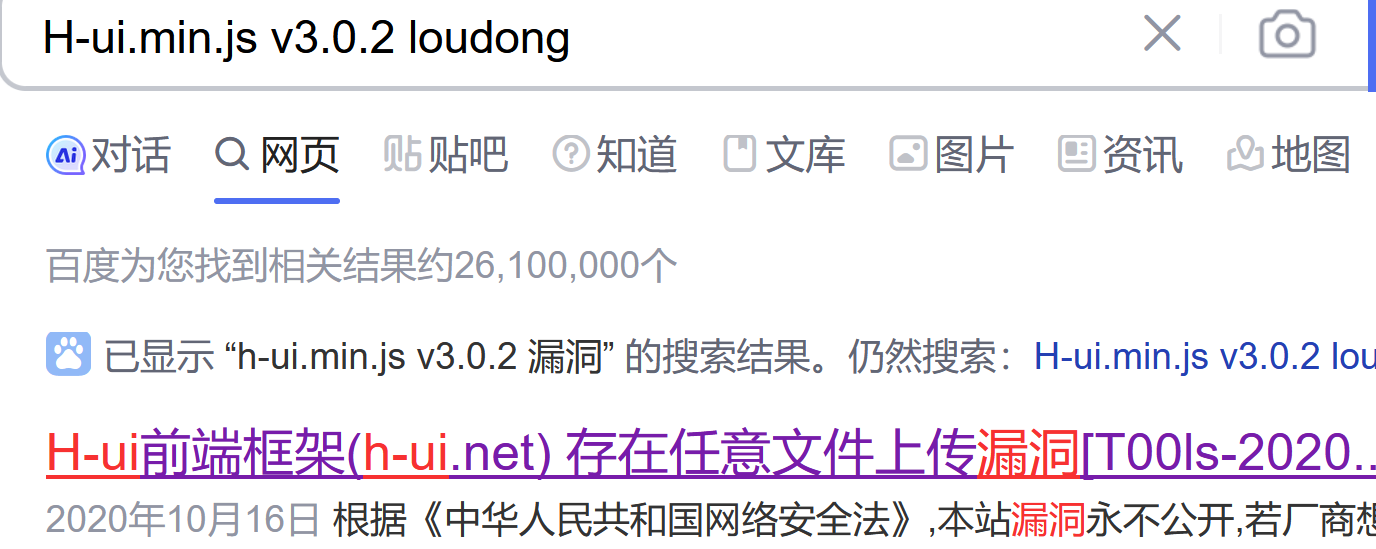 H-ui.min.js v3.0.2 loudong
Ai 对话 网页 贴 贴吧 知道 文库 图片 资讯 地图
百度为您找到相关结果约26,100,000个
已显示 “h-ui.min.js v3.0.2 漏洞” 的搜索结果。仍然搜索：H-ui.min.js v3.0.2 lou
H-ui前端框架(h-ui.net) 存在任意文件上传漏洞[T00ls-2020...
2020年10月16日 根据《中华人民共和国网络安全法》,本站漏洞永不公开,若厂商想